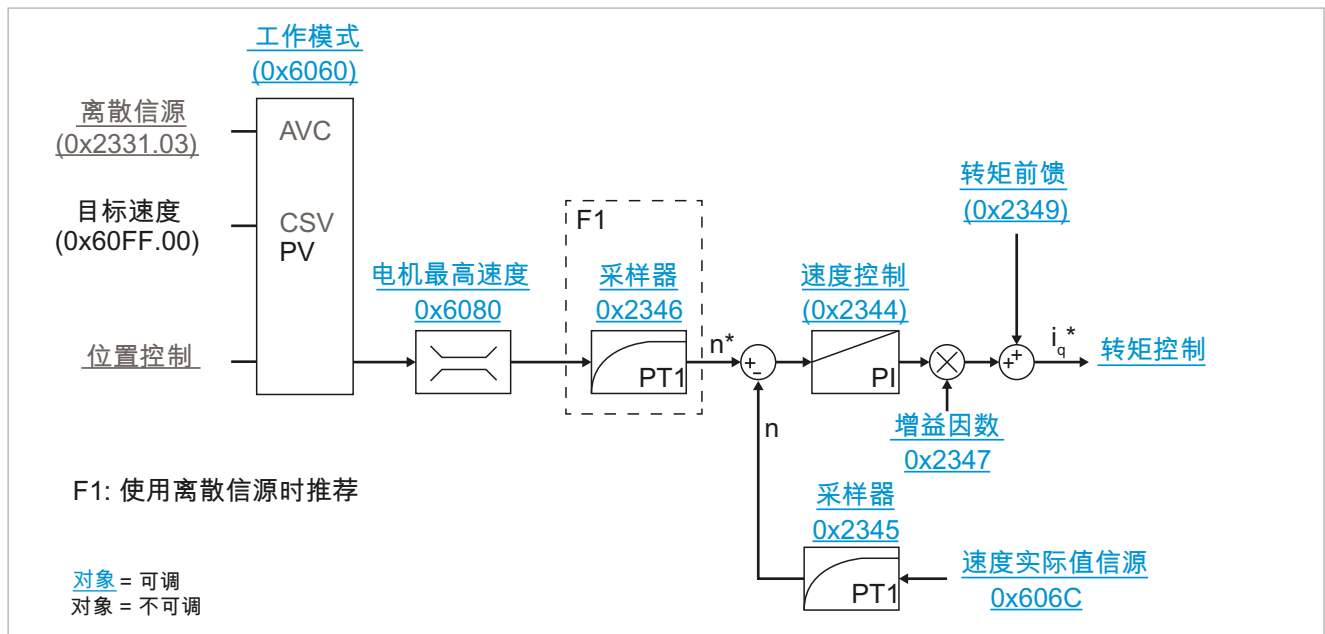 工作模式
(0x6060)
离散信源
(0x2331.03)
AVC
目标速度
(0x60FF.00)
CSV
PV
位置控制
电机最高速度
0x6080
F1
采样器
0x2346
PT1
n*
+
-
速度控制
(0x2344)
PI
转矩前馈
(0x2349)
+
+
i_q*
转矩控制
增益因数
0x2347
n
采样器
0x2345
PT1
速度实际值信源
0x606C
F1: 使用离散信源时推荐
对象 = 可调
对象 = 不可调